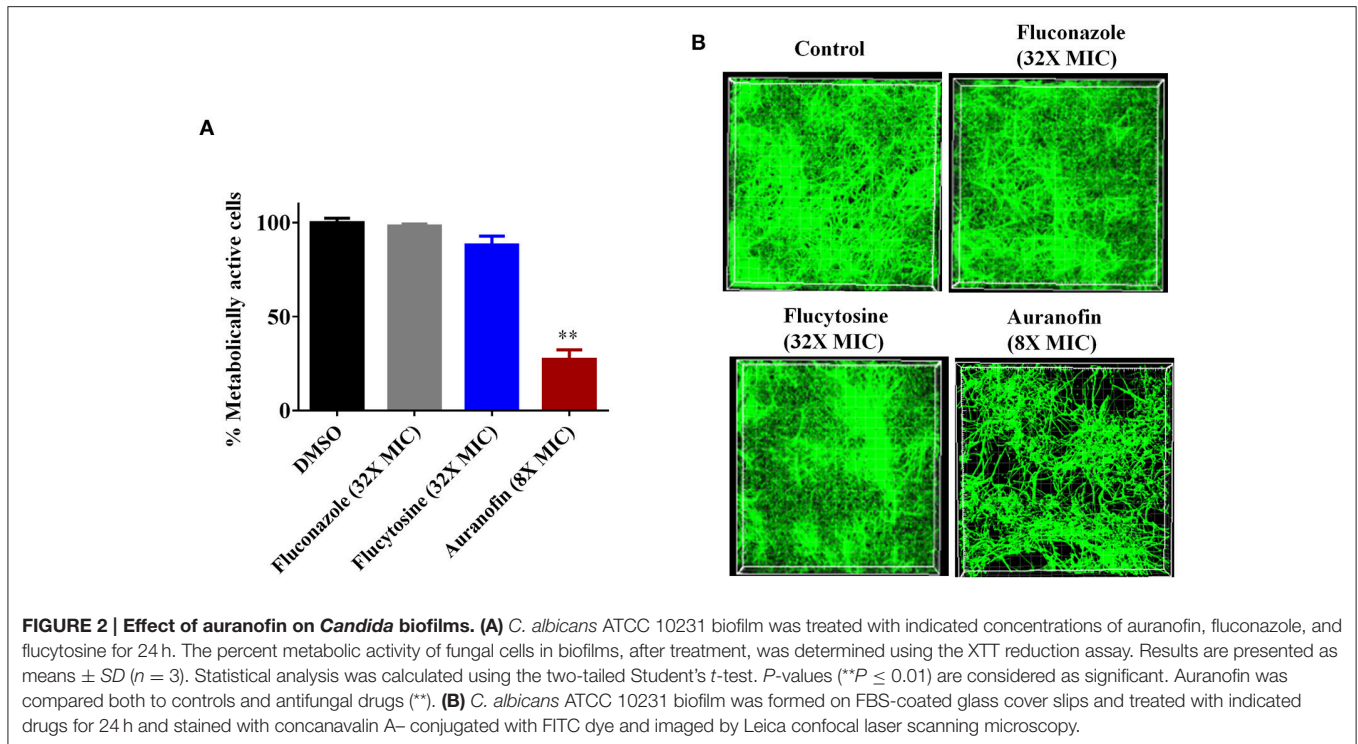 A
% Metabolically active cells
100
50
0
**
DMSO
Fluconazole (32X MIC)
Flucytosine (32X MIC)
Auranofin (8X MIC)
B
Control
Fluconazole
(32X MIC)
Flucytosine
(32X MIC)
Auranofin
(8X MIC)
FIGURE 2 | Effect of auranofin on Candida biofilms. (A) C. albicans ATCC 10231 biofilm was treated with indicated concentrations of auranofin, fluconazole, and
flucytosine for 24 h. The percent metabolic activity of fungal cells in biofilms, after treatment, was determined using the XTT reduction assay. Results are presented as
means ± SD (n = 3). Statistical analysis was calculated using the two-tailed Student's t-test. P-values (**P ≤ 0.01) are considered as significant. Auranofin was
compared both to controls and antifungal drugs (**). (B) C. albicans ATCC 10231 biofilm was formed on FBS-coated glass cover slips and treated with indicated
drugs for 24 h and stained with concanavalin A– conjugated with FITC dye and imaged by Leica confocal laser scanning microscopy.